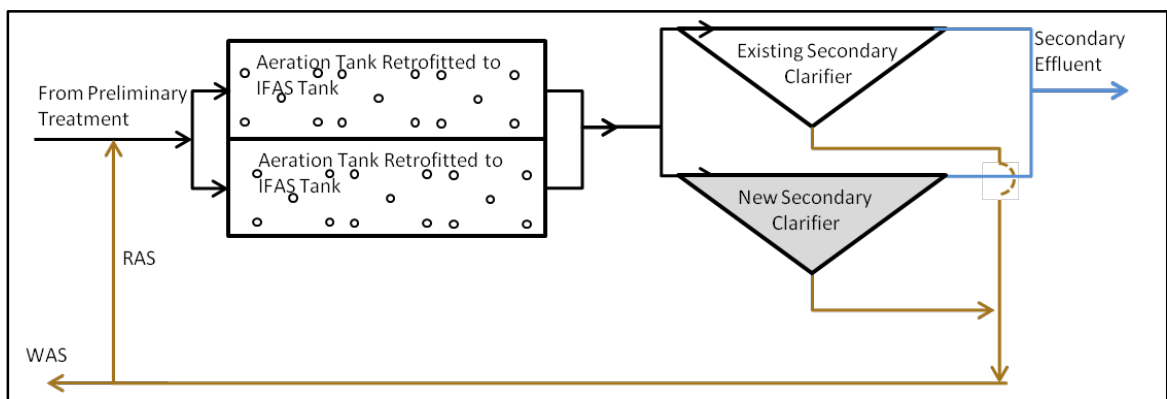 From Preliminary
Treatment
Aeration Tank Retrofitted to
IFAS Tank
Aeration Tank Retrofitted to
IFAS Tank
Existing Secondary
Clarifier
New Secondary
Clarifier
Secondary
Effluent
RAS
WAS